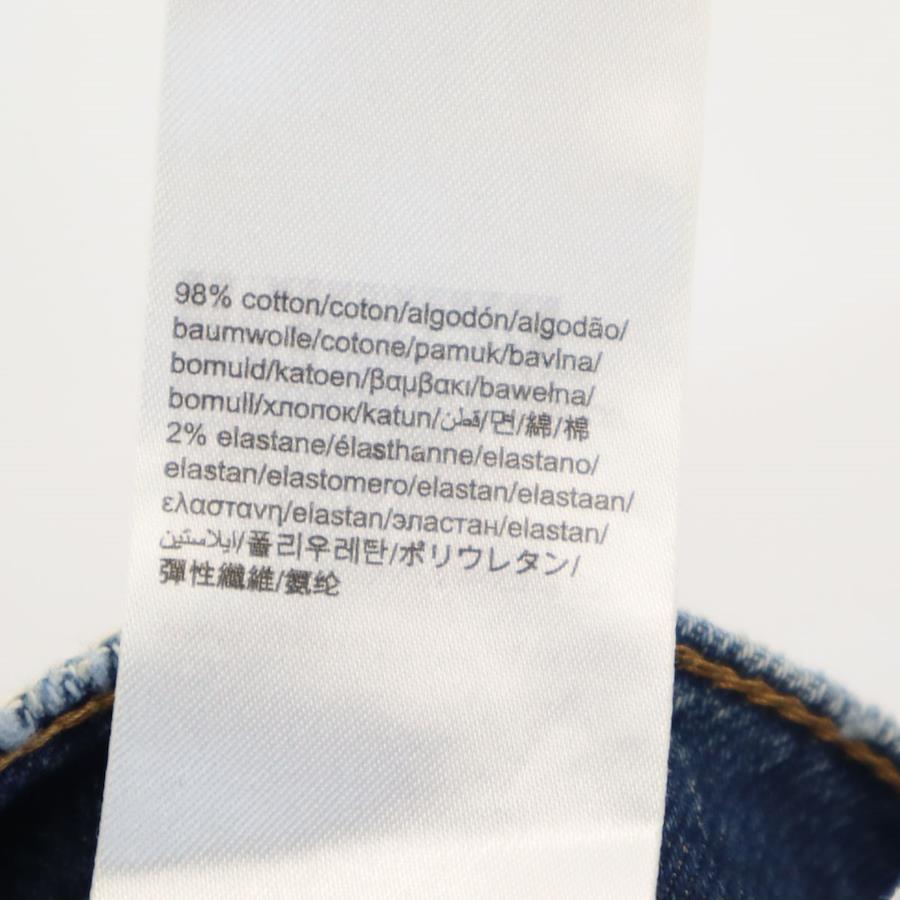 98% cotton/coton/algodón/algodão/
baumwolle/cotone/pamuk/bavlna/
bomuld/katoen/βαμβακι/bawełna/
bomull/хлопок/katun/قطن/면/綿/棉
2% elastane/élasthanne/elastano/
elastan/elastomero/elastan/elastaan/
ελαστανη/elastan/эластан/elastan/
ايلاستين/폴리우레탄/ポリウレタン/
彈性纖維/氨纶